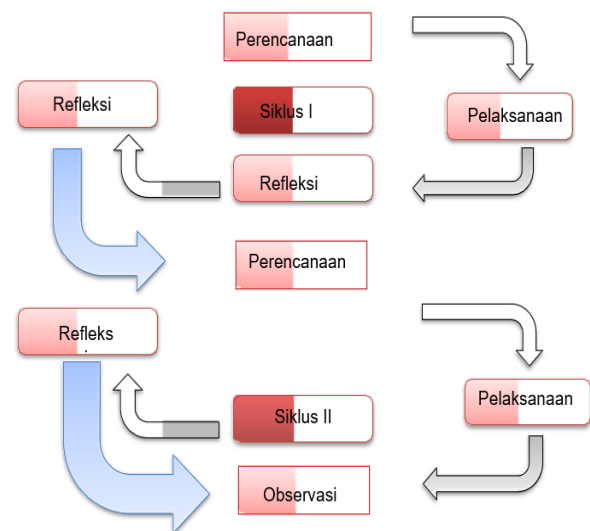 Perencanaan
Refleksi
Siklus I
Pelaksanaan
Refleksi
Perencanaan
Refleks
.
Pelaksanaan
Siklus II
Observasi